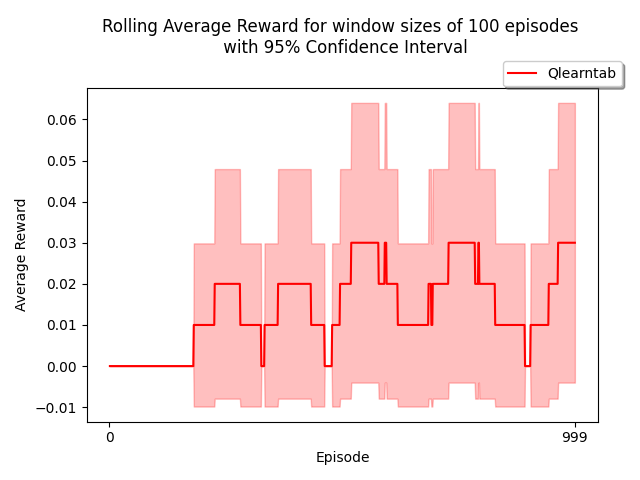 Rolling Average Reward for window sizes of 100 episodes
with 95% Confidence Interval
Qlearntab
0.06
0.05
0.04
0.03
0.02
0.01
0.00
−0.01
Average Reward
0
999
Episode